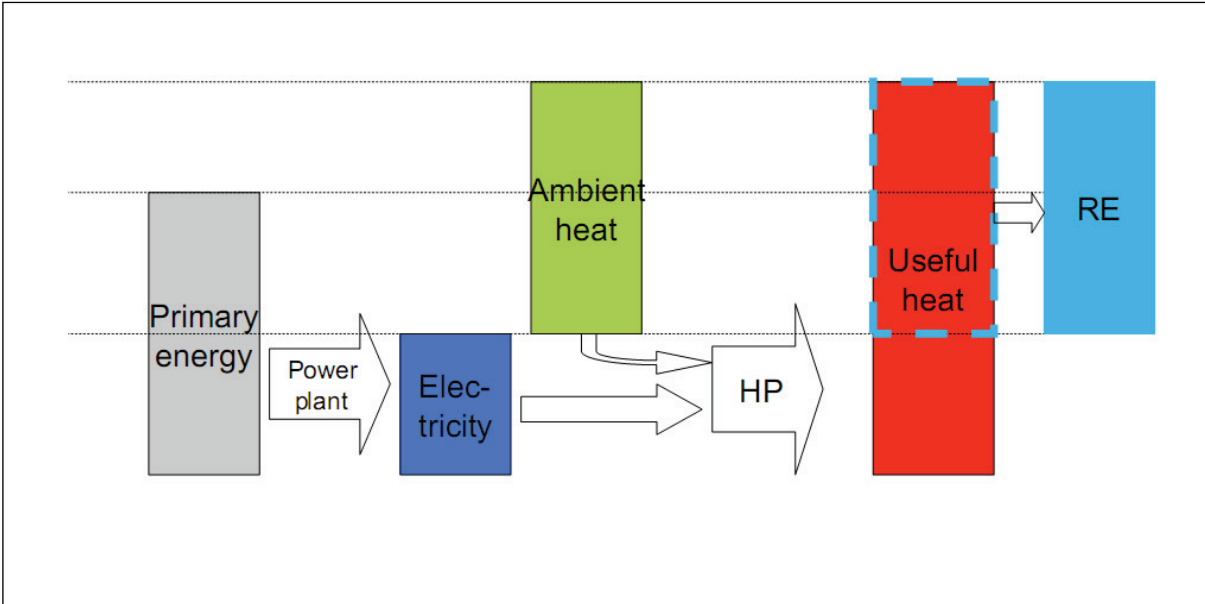 Primary
energy
Power
plant
Elec-
tricity
Ambient
heat
HP
Useful
heat
RE